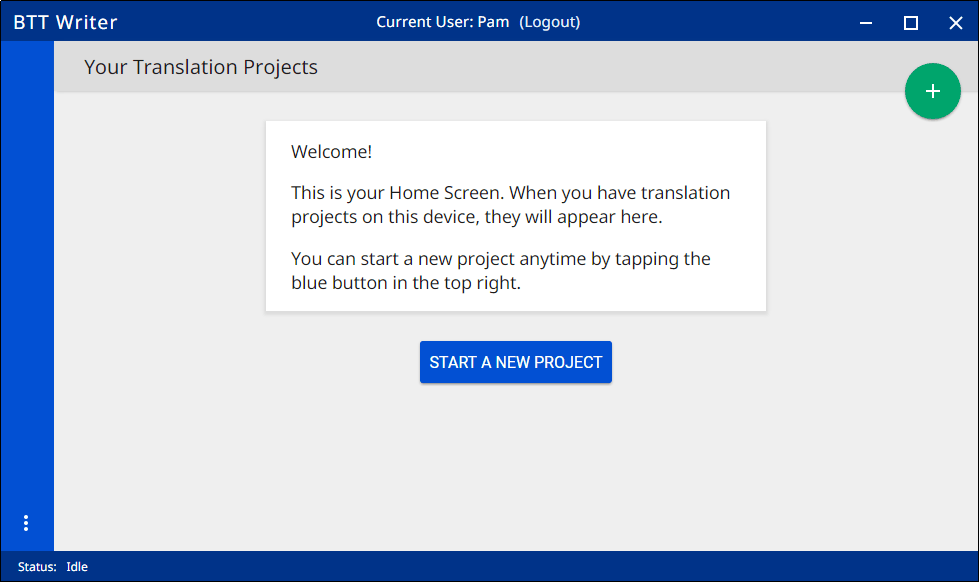 BTT Writer
Current User: Pam (Logout)
Your Translation Projects
+
Welcome!
This is your Home Screen. When you have translation
projects on this device, they will appear here.
You can start a new project anytime by tapping the
blue button in the top right.
START A NEW PROJECT
Status: Idle